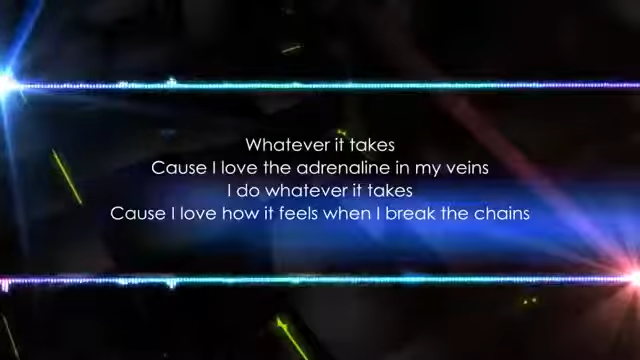 Whatever it takes
Cause I love the adrenaline in my veins
I do whatever it takes
Cause I love how it feels when I break the chains